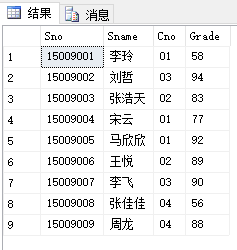 结果 消息
Sno Sname Cno Grade
1 15009001 李玲 01 58
2 15009002 刘哲 03 94
3 15009003 张浩天 02 83
4 15009004 宋云 01 77
5 15009005 马欣欣 01 92
6 15009006 王悦 02 89
7 15009007 李飞 03 90
8 15009008 张佳佳 04 56
9 15009009 周龙 04 88